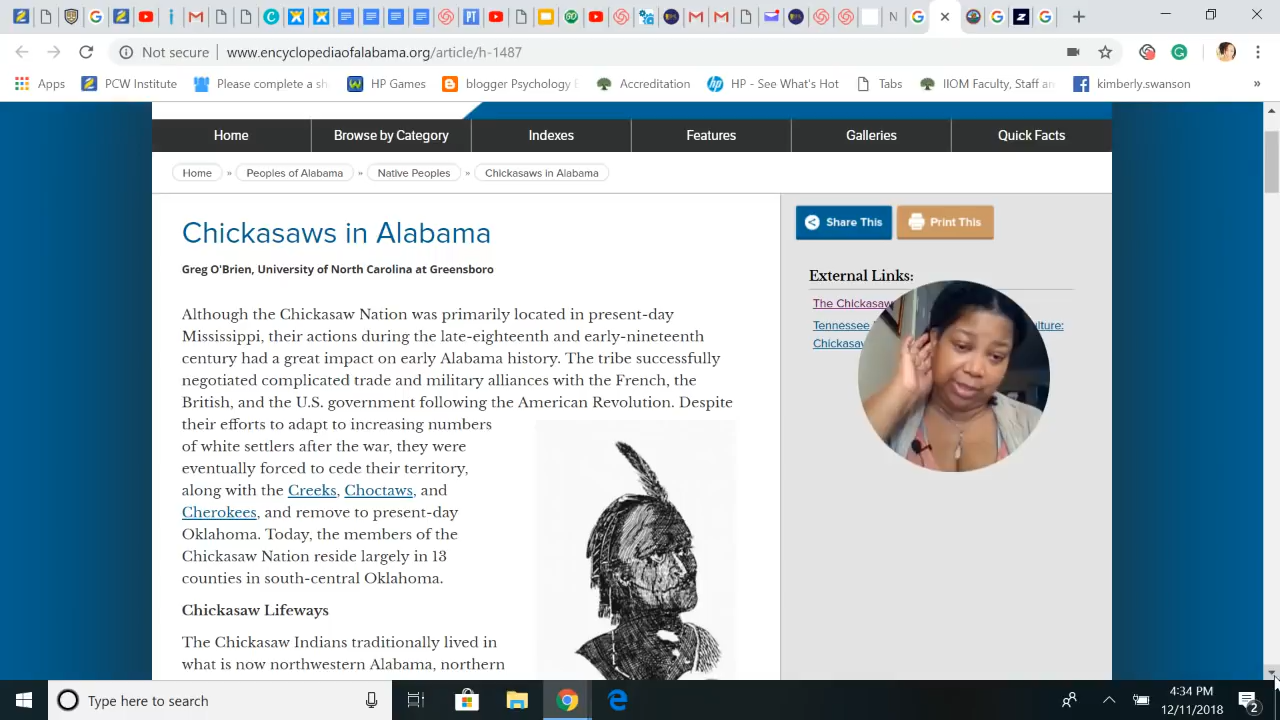 Not secure
www.encyclopediaofalabama.org/article/h-1487
Apps
PCW Institute
Please complete a sh
HP Games
blogger Psychology E
Accreditation
HP - See What's Hot
Tabs
IIOM Faculty, Staff an
kimberly.swanson
»
Home
Browse by Category
Indexes
Features
Galleries
Quick Facts
Home » Peoples of Alabama » Native Peoples » Chickasaws in Alabama
Chickasaws in Alabama
Greg O'Brien, University of North Carolina at Greensboro
Although the Chickasaw Nation was primarily located in present-day
Mississippi, their actions during the late-eighteenth and early-nineteenth
century had a great impact on early Alabama history. The tribe successfully
negotiated complicated trade and military alliances with the French, the
British, and the U.S. government following the American Revolution. Despite
their efforts to adapt to increasing numbers
of white settlers after the war, they were
eventually forced to cede their territory,
along with the Creeks, Choctaws, and
Cherokees, and remove to present-day
Oklahoma. Today, the members of the
Chickasaw Nation reside largely in 13
counties in south-central Oklahoma.
Chickasaw Lifeways
The Chickasaw Indians traditionally lived in
what is now northwestern Alabama, northern
Share This
Print This
External Links:
The Chickasaw
Tennessee
lture:
Chickasaw
Type here to search
4:34 PM
12/11/2018
2